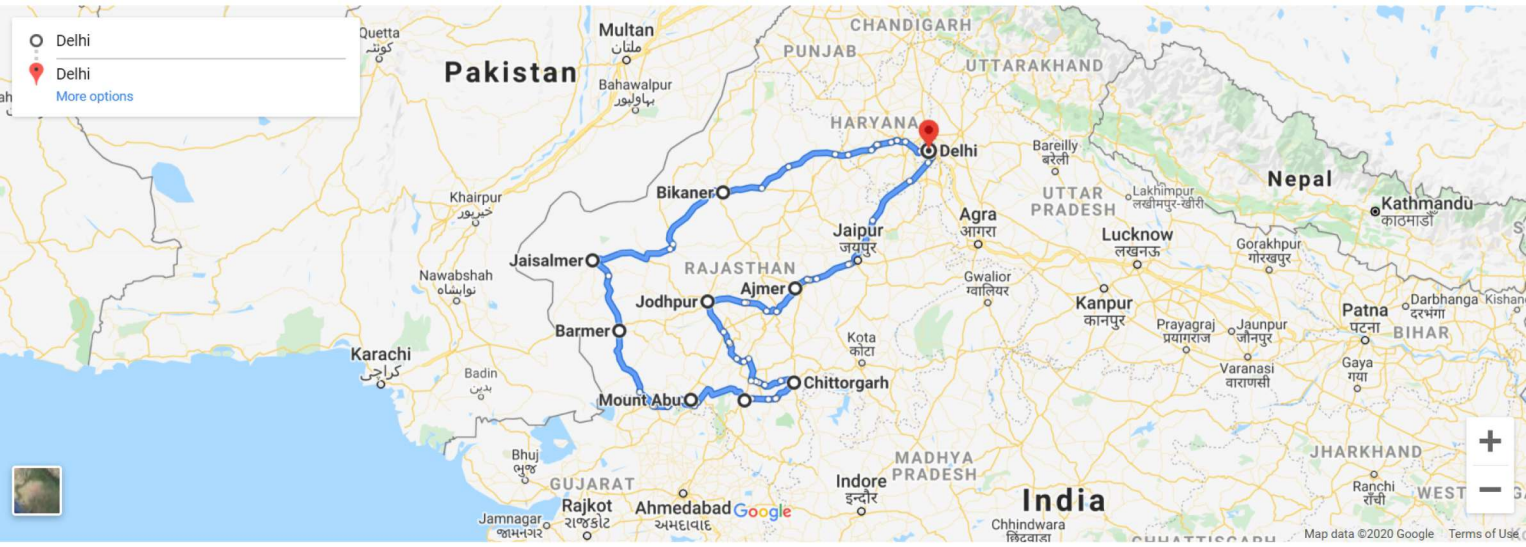 Delhi
Delhi
More options
Quetta
کوئٹہ
Multan
ملتان
Pakistan
Bahawalpur
بہاولپور
CHANDIGARH
PUNJAB
UTTARAKHAND
HARYANA
Delhi
Bareilly
बरेली
Nepal
Bikaner
Khairpur
خیرپور
UTTAR
PRADESH
Lakhimpur
लखीमपुर-खीरी
Kathmandu
काठमाडौं
Agra
आगरा
Jaipur
जयपुर
Lucknow
लखनऊ
Gorakhpur
गोरखपुर
Jaisalmer
RAJASTHAN
Nawabshah
نوابشاہ
Ajmer
Gwalior
ग्वालियर
Jodhpur
Kanpur
कानपुर
Patna
पटना
Darbhanga
दरभंगा
Kishan
BIHAR
Barmer
Prayagraj
प्रयागराज
Jaunpur
जौनपुर
Kota
कोटा
Karachi
کراچی
Badin
بدین
Varanasi
वाराणसी
Gaya
गया
Chittorgarh
Mount Abu
Bhuj
ભુજ
GUJARAT
MADHYA
PRADESH
JHARKHAND
Indore
इन्दौर
India
Ranchi
राँची
WEST
Rajkot
રાજકોટ
Ahmedabad
અમદાવાદ
Google
Jamnagar
જામનગર
Chhindwara
छिंदवाड़ा
CHHATTISGARH
Map data ©2020 Google
Terms of Use